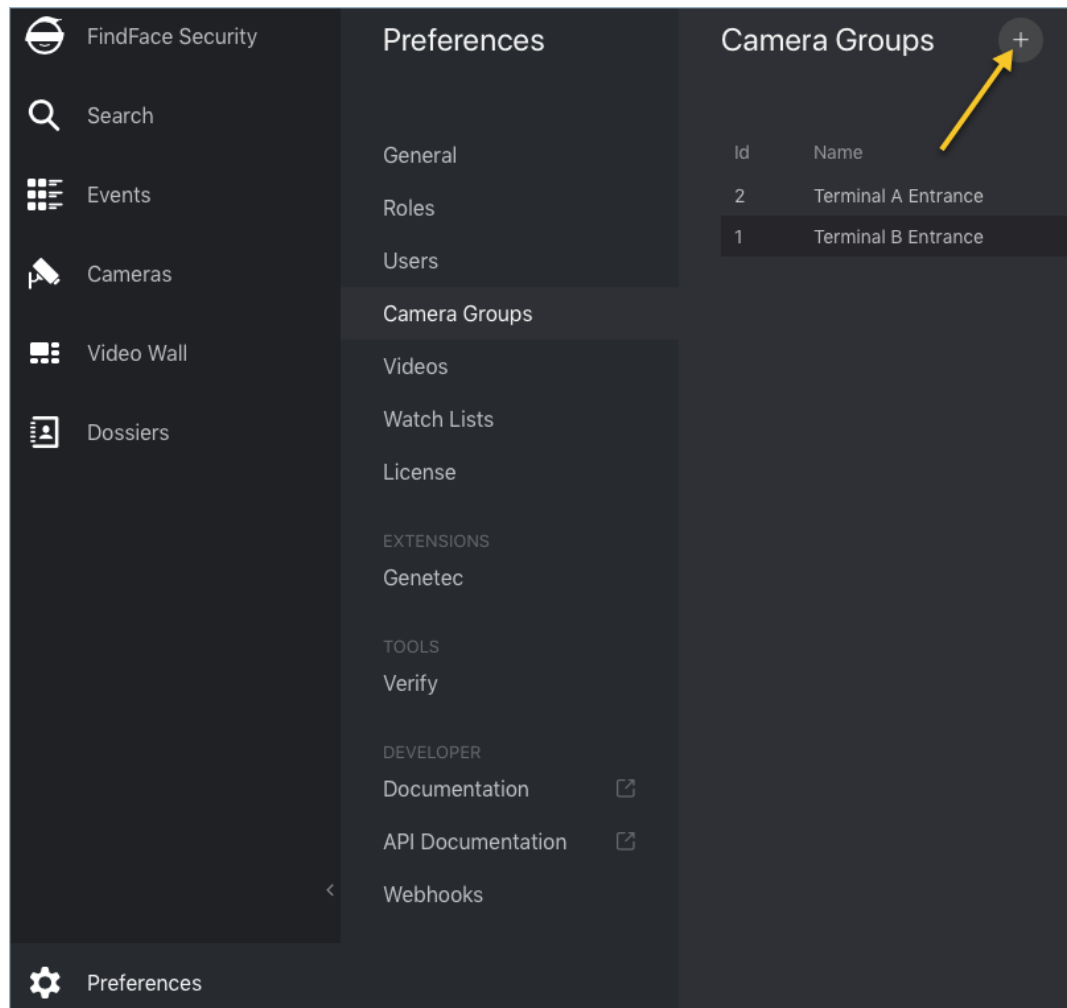 FindFace Security
Search
Events
Cameras
Video Wall
Dossiers
Preferences
Preferences
General
Roles
Users
Camera Groups
Videos
Watch Lists
License
EXTENSIONS
Genetec
TOOLS
Verify
DEVELOPER
Documentation
API Documentation
Webhooks
Camera Groups
Id Name
2 Terminal A Entrance
1 Terminal B Entrance